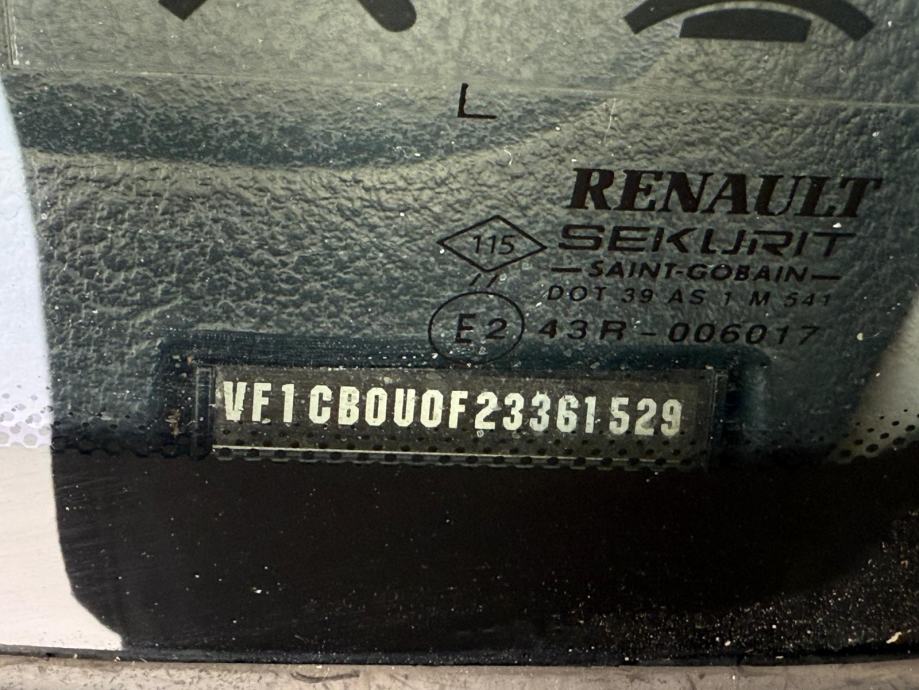 L
RENAULT
115
SEKURIT
—SAINT-GOBAIN—
DOT 39 AS 1 M 541
E2 43R-006017
VF1CB0U0F23361529